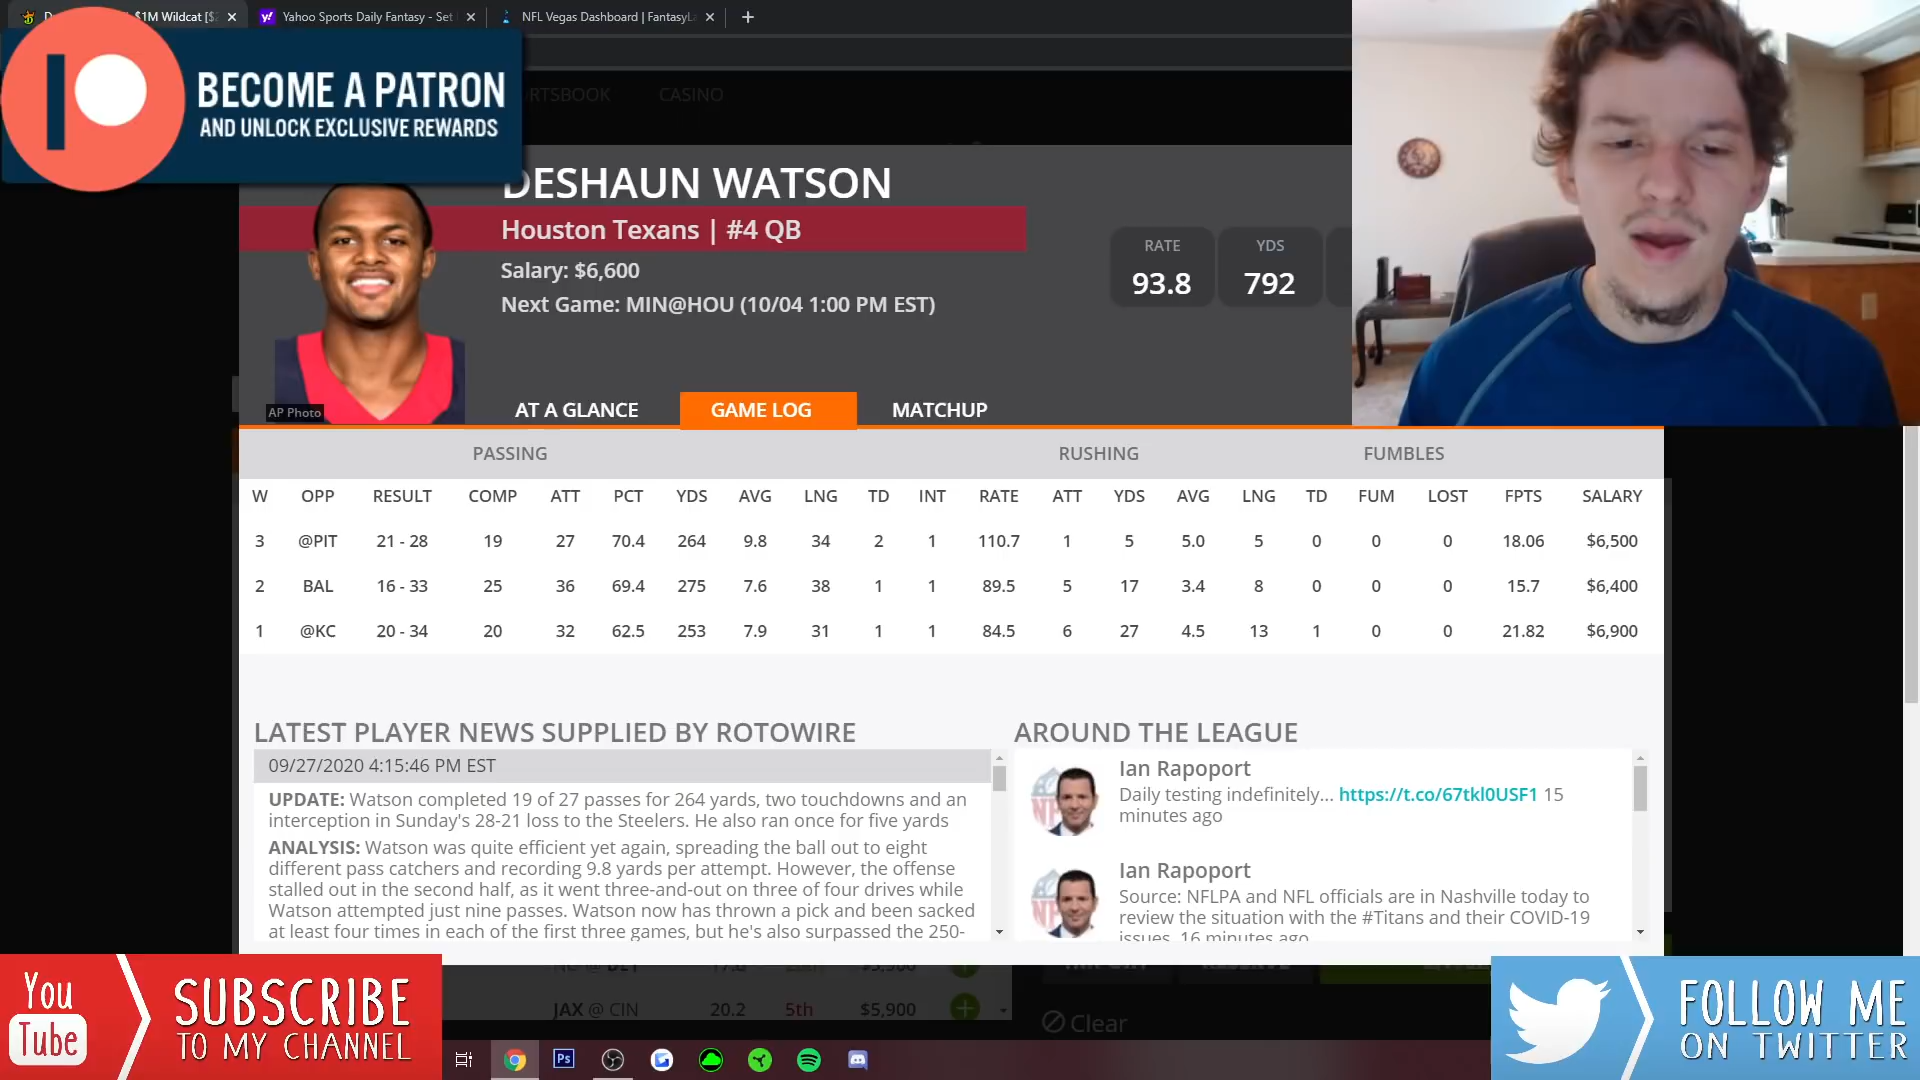 $1M Wildcat [$
Yahoo Sports Daily Fantasy - Set
NFL Vegas Dashboard | FantasyLa
BECOME A PATRON
AND UNLOCK EXCLUSIVE REWARDS
RTSBOOK CASINO
DESHAUN WATSON
Houston Texans | #4 QB
Salary: $6,600
Next Game: MIN@HOU (10/04 1:00 PM EST)
RATE YDS
93.8 792
AP Photo
AT A GLANCE GAME LOG MATCHUP
PASSING RUSHING FUMBLES
W OPP RESULT COMP ATT PCT YDS AVG LNG TD INT RATE ATT YDS AVG LNG TD FUM LOST FPTS SALARY
3 @PIT 21 - 28 19 27 70.4 264 9.8 34 2 1 110.7 1 5 5.0 5 0 0 0 18.06 $6,500
2 BAL 16 - 33 25 36 69.4 275 7.6 38 1 1 89.5 5 17 3.4 8 0 0 0 15.7 $6,400
1 @KC 20 - 34 20 32 62.5 253 7.9 31 1 1 84.5 6 27 4.5 13 1 0 0 21.82 $6,900
LATEST PLAYER NEWS SUPPLIED BY ROTOWIRE
09/27/2020 4:15:46 PM EST
UPDATE: Watson completed 19 of 27 passes for 264 yards, two touchdowns and an
interception in Sunday's 28-21 loss to the Steelers. He also ran once for five yards
ANALYSIS: Watson was quite efficient yet again, spreading the ball out to eight
different pass catchers and recording 9.8 yards per attempt. However, the offense
stalled out in the second half, as it went three-and-out on three of four drives while
Watson attempted just nine passes. Watson now has thrown a pick and been sacked
at least four times in each of the first three games, but he's also surpassed the 250-
AROUND THE LEAGUE
Ian Rapoport
Daily testing indefinitely... https://t.co/67tkl0USF1 15
minutes ago
Ian Rapoport
Source: NFLPA and NFL officials are in Nashville today to
review the situation with the #Titans and their COVID-19
issues. 16 minutes ago
JAX @ CIN 20.2 5th $5,900
Clear
You
Tube
SUBSCRIBE
TO MY CHANNEL
Ps
FOLLOW ME
ON TWITTER